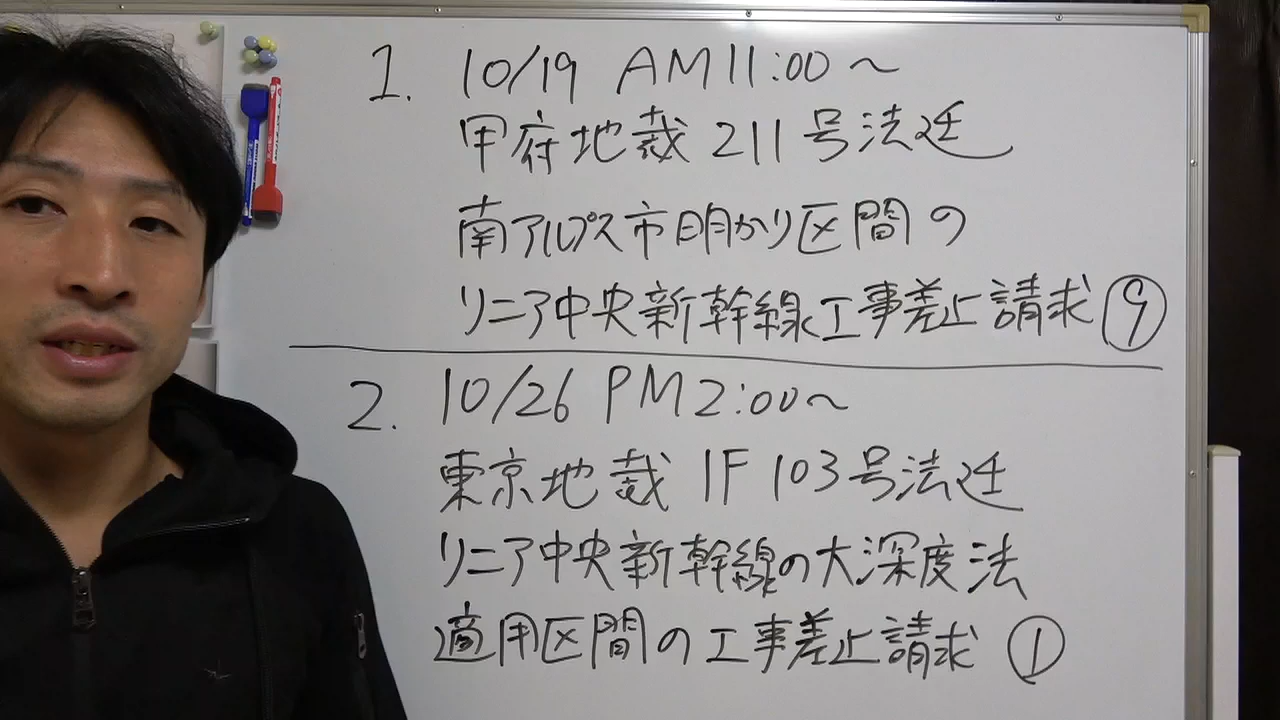 1. 10/19 AM11:00～
甲府地裁 211号法廷
南アルプス市明かり区間の
リニア中央新幹線工事差止請求⑨
2. 10/26 PM2:00～
東京地裁 1F 103号法廷
リニア中央新幹線の大深度法
適用区間の工事差止請求①